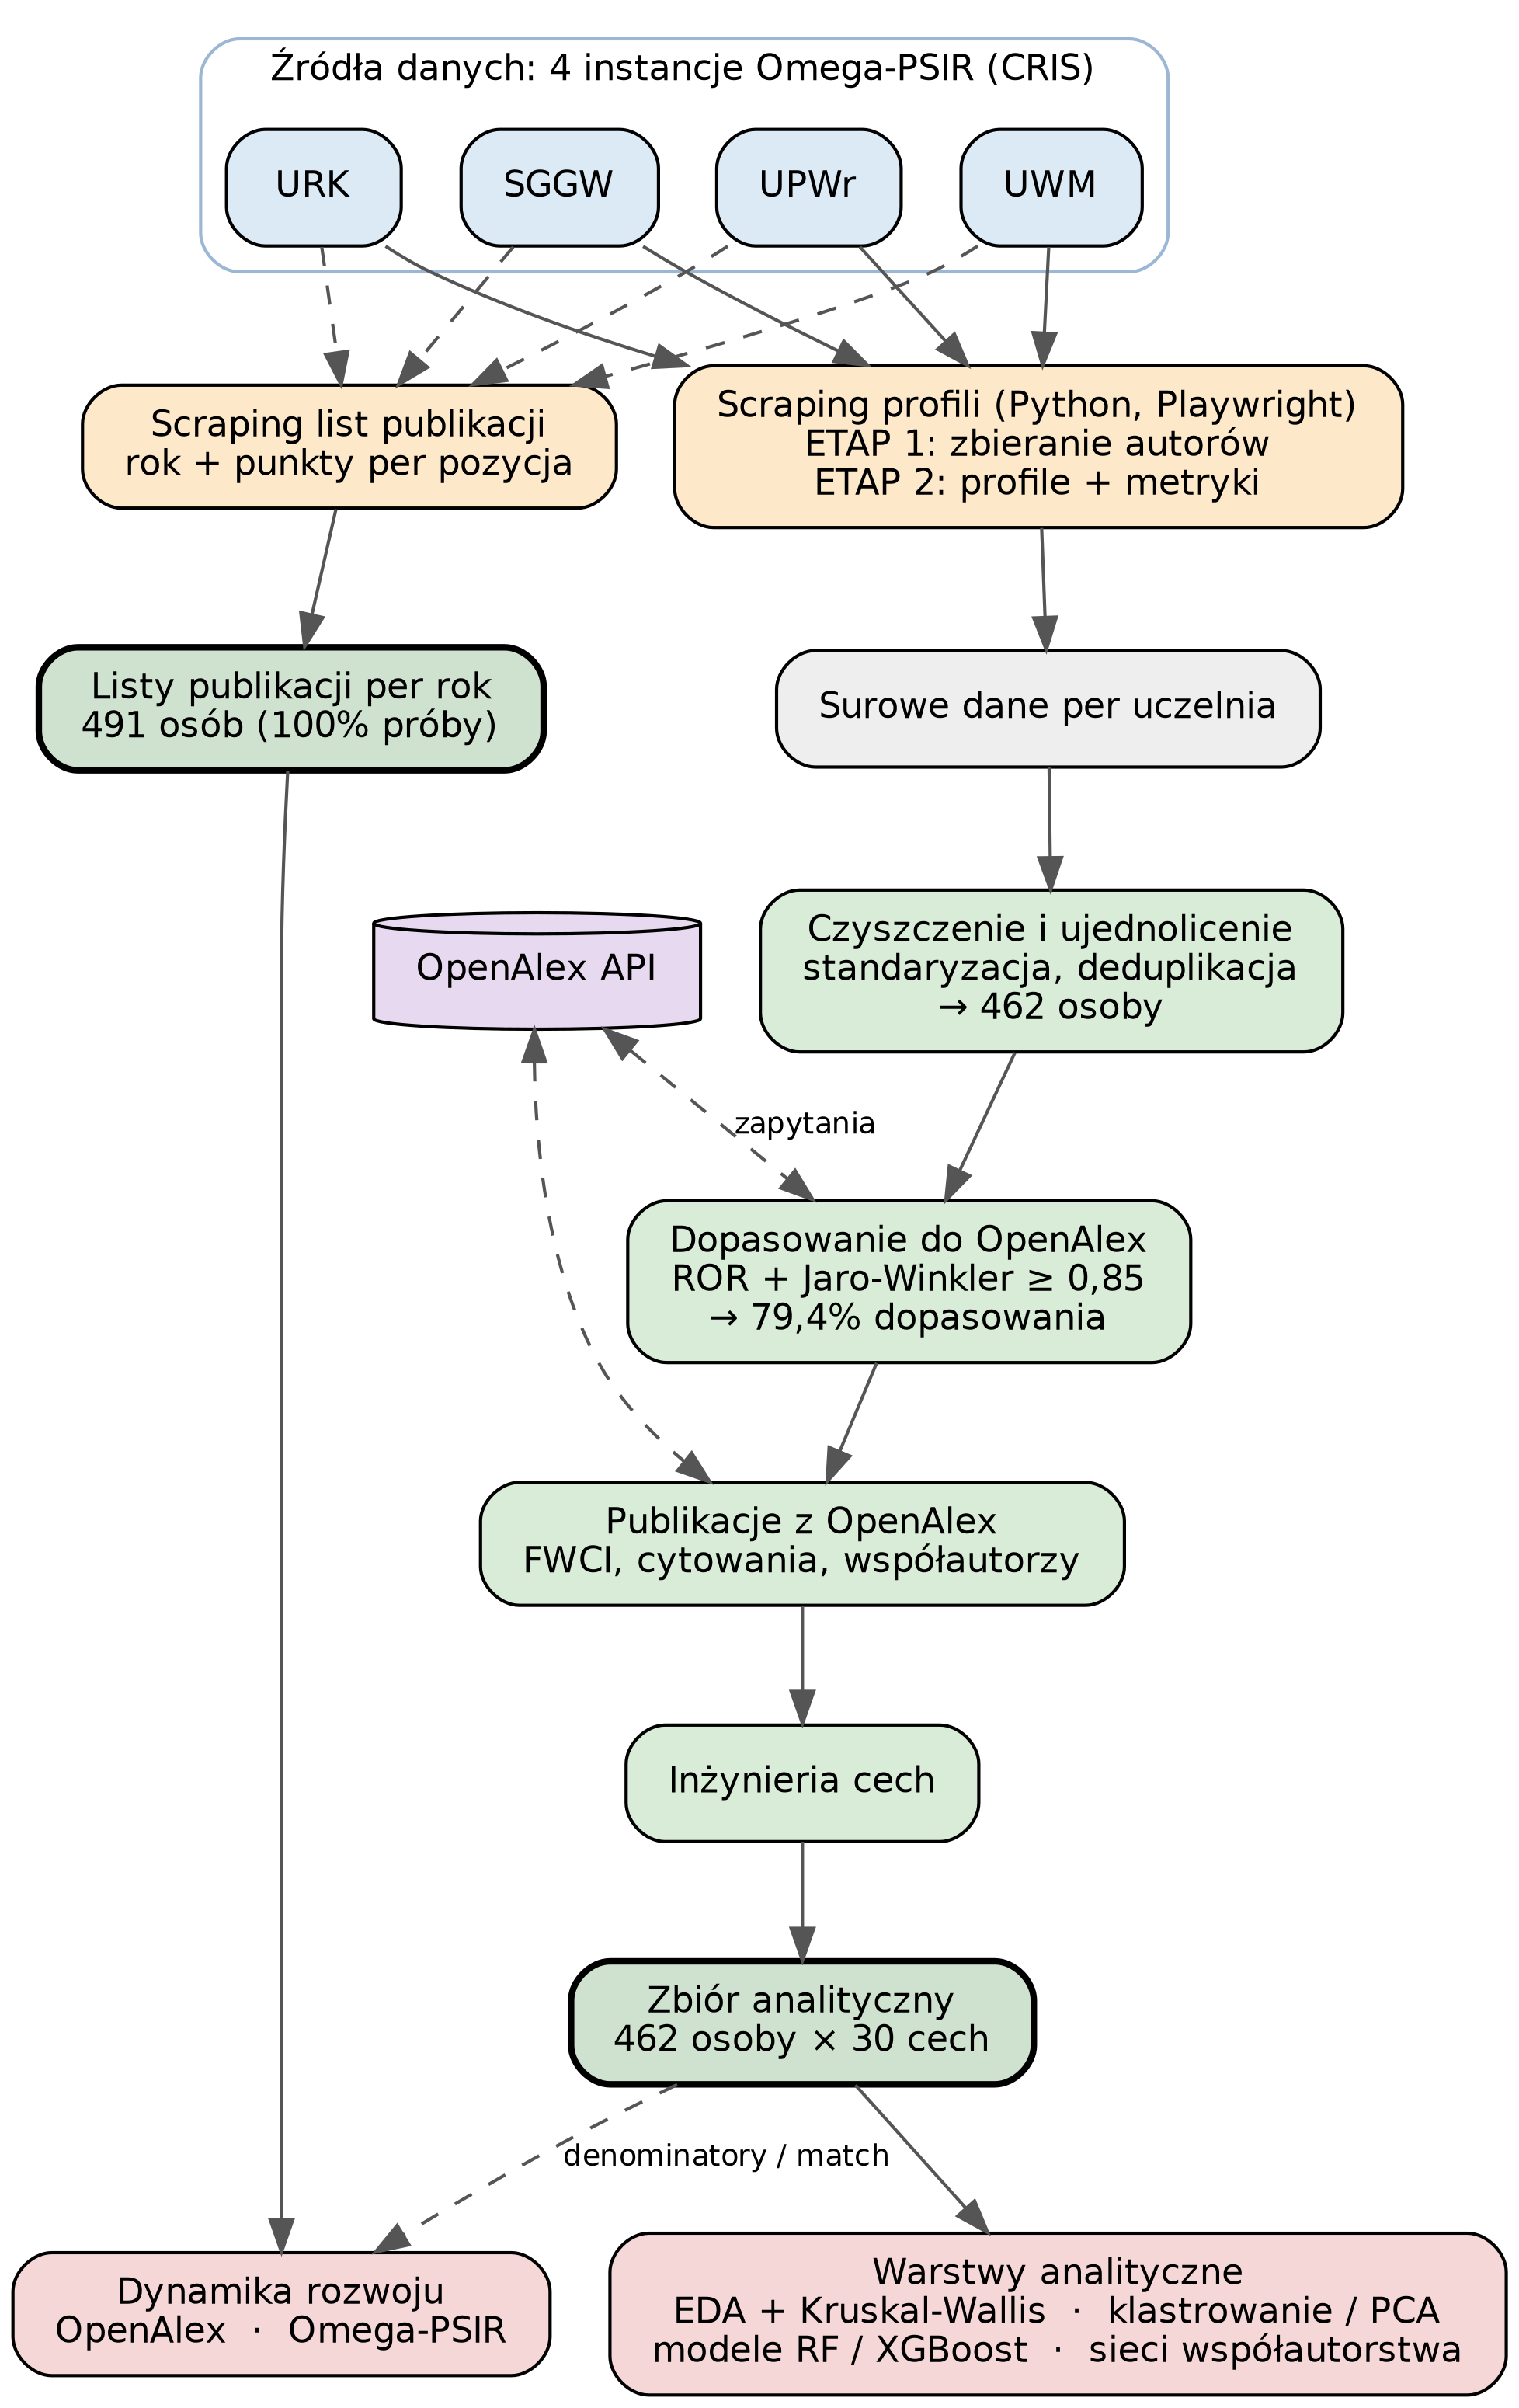 Źródła danych: 4 instancje Omega-PSIR (CRIS)
URK
SGGW
UPWr
UWM
Scraping list publikacji
rok + punkty per pozycja
Scraping profili (Python, Playwright)
ETAP 1: zbieranie autorów
ETAP 2: profile + metryki
Listy publikacji per rok
491 osób (100% próby)
Surowe dane per uczelnia
OpenAlex API
Czyszczenie i ujednolicenie
standaryzacja, deduplikacja
→ 462 osoby
zapytania
Dopasowanie do OpenAlex
ROR + Jaro-Winkler ≥ 0,85
→ 79,4% dopasowania
Publikacje z OpenAlex
FWCI, cytowania, współautorzy
Inżynieria cech
Zbiór analityczny
462 osoby × 30 cech
denominatory / match
Dynamika rozwoju
OpenAlex · Omega-PSIR
Warstwy analityczne
EDA + Kruskal-Wallis · klastrowanie / PCA
modele RF / XGBoost · sieci współautorstwa